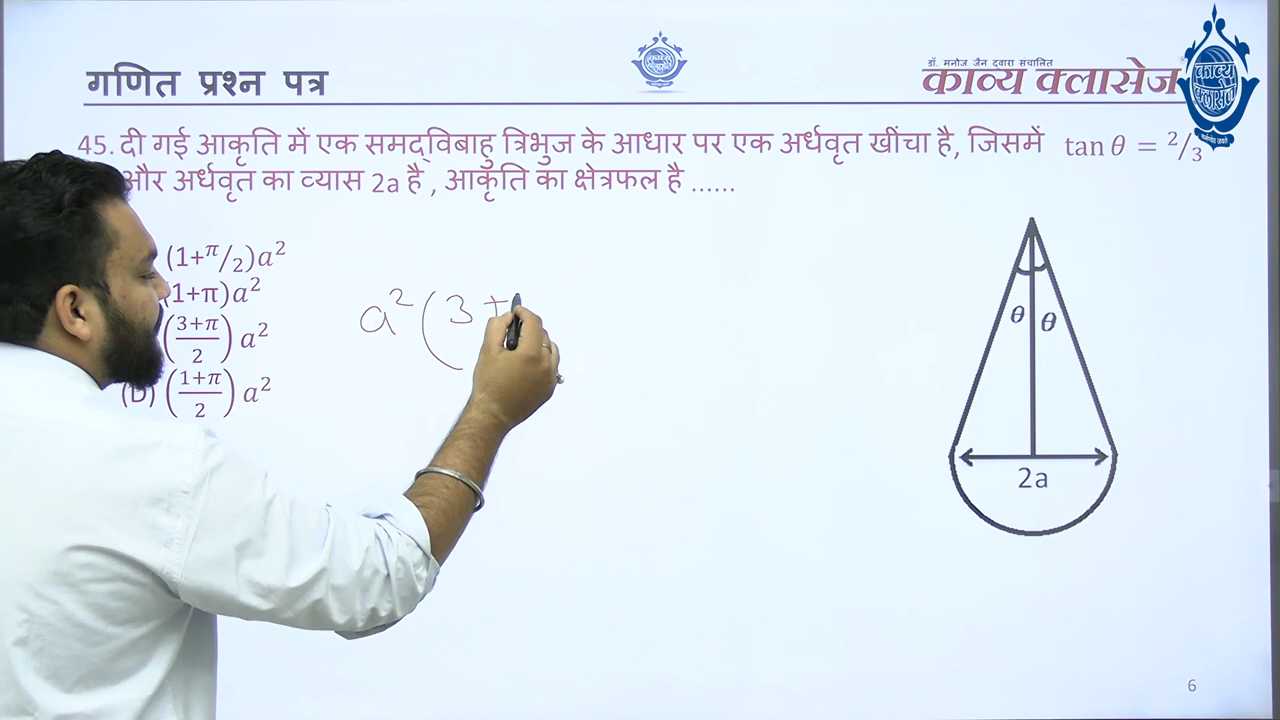 गणित प्रश्न पत्र
डॉ. मनोज जैन द्वारा संचालित
काव्य क्लासेज
काव्य क्लासेज
45. दी गई आकृति में एक समद्विबाहु त्रिभुज के आधार पर एक अर्धवृत खींचा है, जिसमें tan θ = 2/3
और अर्धवृत का व्यास 2a है , आकृति का क्षेत्रफल है ......
(1+π/2)a²
(1+π)a²
((3+π)/2) a²
(D) ((1+π)/2) a²
a² (3 +
θ θ
2a
6